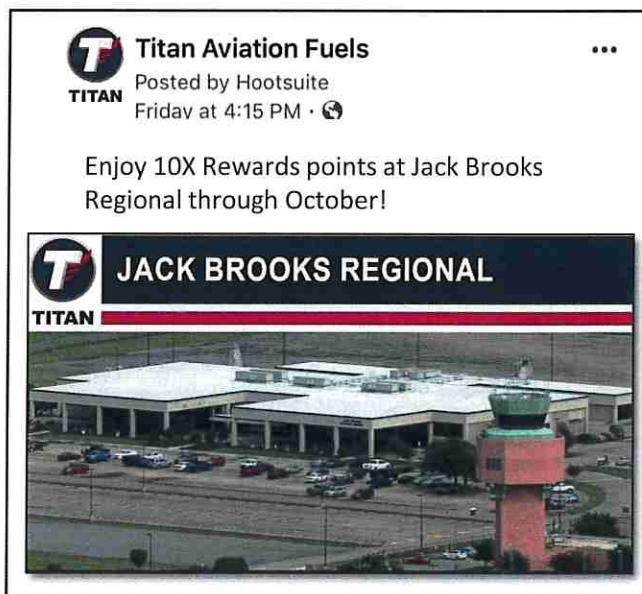 Titan Aviation Fuels
Posted by Hootsuite
Friday at 4:15 PM ·
TITAN
Enjoy 10X Rewards points at Jack Brooks
Regional through October!
JACK BROOKS REGIONAL
TITAN